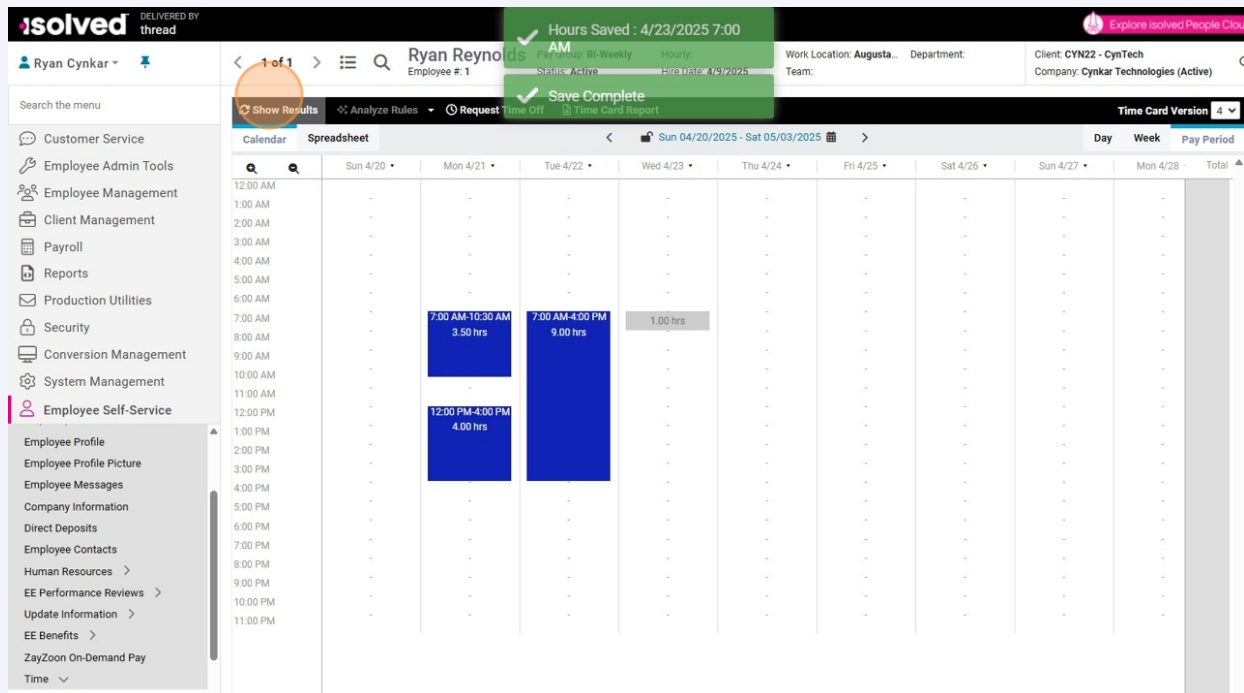 isolved DELIVERED BY thread
Explore isolved People Clou
Hours Saved : 4/23/2025 7:00 AM
Save Complete
Ryan Cynkar
1 of 1
Ryan Reynolds
Employee #: 1
Pay Group: Bi-Weekly
Status: Active
Hourly:
Hire Date: 4/9/2025
Work Location: Augusta...
Team:
Department:
Client: CYN22 - CynTech
Company: Cynkar Technologies (Active)
Search the menu
Show Results
Analyze Rules
Request Time Off
Time Card Report
Time Card Version 4
Calendar
Spreadsheet
Sun 04/20/2025 - Sat 05/03/2025
Day
Week
Pay Period
Customer Service
Employee Admin Tools
Employee Management
Client Management
Payroll
Reports
Production Utilities
Security
Conversion Management
System Management
Employee Self-Service
Employee Profile
Employee Profile Picture
Employee Messages
Company Information
Direct Deposits
Employee Contacts
Human Resources
EE Performance Reviews
Update Information
EE Benefits
ZayZoon On-Demand Pay
Time
Sun 4/20
Mon 4/21
Tue 4/22
Wed 4/23
Thu 4/24
Fri 4/25
Sat 4/26
Sun 4/27
Mon 4/28
Total
12:00 AM
1:00 AM
2:00 AM
3:00 AM
4:00 AM
5:00 AM
6:00 AM
7:00 AM
8:00 AM
9:00 AM
10:00 AM
11:00 AM
12:00 PM
1:00 PM
2:00 PM
3:00 PM
4:00 PM
5:00 PM
6:00 PM
7:00 PM
8:00 PM
9:00 PM
10:00 PM
11:00 PM
7:00 AM-10:30 AM
3.50 hrs
12:00 PM-4:00 PM
4.00 hrs
7:00 AM-4:00 PM
9.00 hrs
1.00 hrs